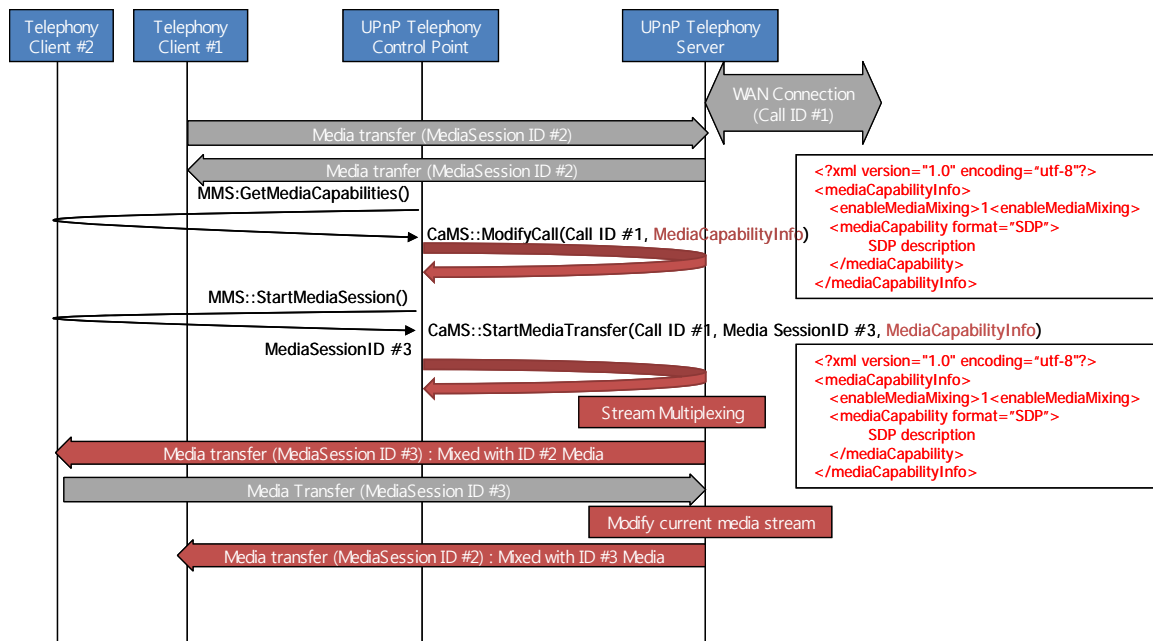 Telephony
Client #2
Telephony
Client #1
UPnP Telephony
Control Point
UPnP Telephony
Server
WAN Connection
(Call ID #1)
Media transfer (MediaSession ID #2)
Media tranfer (MediaSession ID #2)
MMS:GetMediaCapabilities()
CaMS::ModifyCall(Call ID #1, MediaCapabilityInfo)
<?xml version="1.0" encoding="utf-8"?>
<mediaCapabilityInfo>
<enableMediaMixing>1<enableMediaMixing>
<mediaCapability format="SDP">
SDP description
</mediaCapability>
</mediaCapabilityInfo>
MMS::StartMediaSession()
CaMS::StartMediaTransfer(Call ID #1, Media SessionID #3, MediaCapabilityInfo)
MediaSessionID #3
<?xml version="1.0" encoding="utf-8"?>
<mediaCapabilityInfo>
<enableMediaMixing>1<enableMediaMixing>
<mediaCapability format="SDP">
SDP description
</mediaCapability>
</mediaCapabilityInfo>
Stream Multiplexing
Media transfer (MediaSession ID #3) : Mixed with ID #2 Media
Media Transfer (MediaSession ID #3)
Modify current media stream
Media transfer (MediaSession ID #2) : Mixed with ID #3 Media